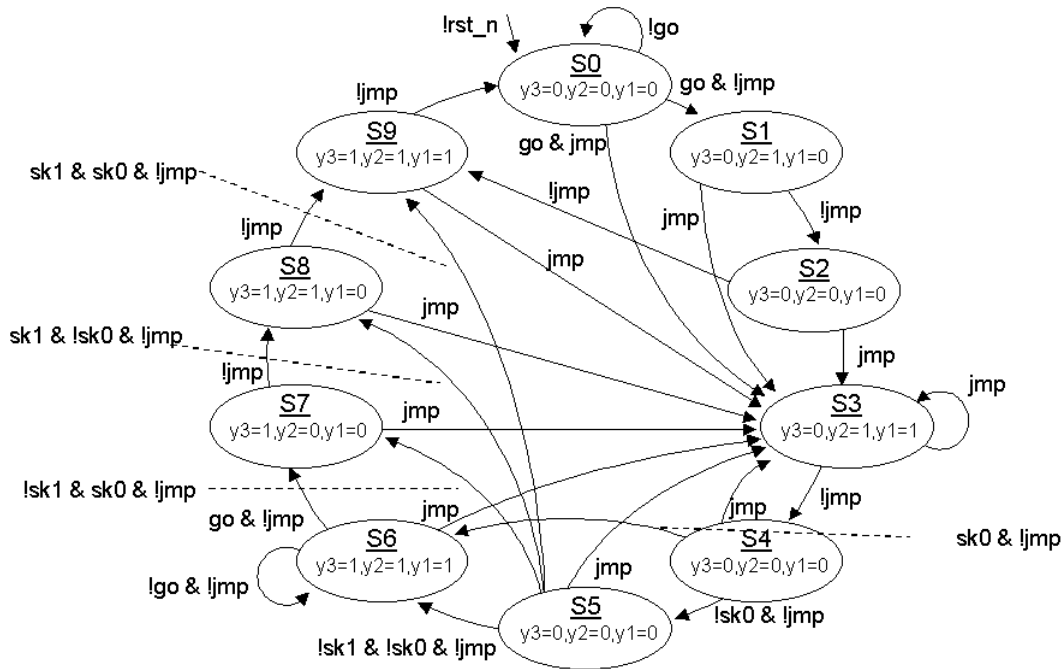 !rst_n
!go
S0
y3=0,y2=0,y1=0
go & !jmp
!jmp
S9
y3=1,y2=1,y1=1
go & jmp
S1
y3=0,y2=1,y1=0
sk1 & sk0 & !jmp
!jmp
!jmp
jmp
!jmp
jmp
S8
y3=1,y2=1,y1=0
S2
y3=0,y2=0,y1=0
jmp
sk1 & !sk0 & !jmp
jmp
!jmp
jmp
S7
y3=1,y2=0,y1=0
jmp
S3
y3=0,y2=1,y1=1
!sk1 & sk0 & !jmp
!jmp
go & !jmp
jmp
jmp
S6
y3=1,y2=1,y1=1
S4
y3=0,y2=0,y1=0
sk0 & !jmp
!go & !jmp
jmp
S5
y3=0,y2=0,y1=0
!sk0 & !jmp
!sk1 & !sk0 & !jmp